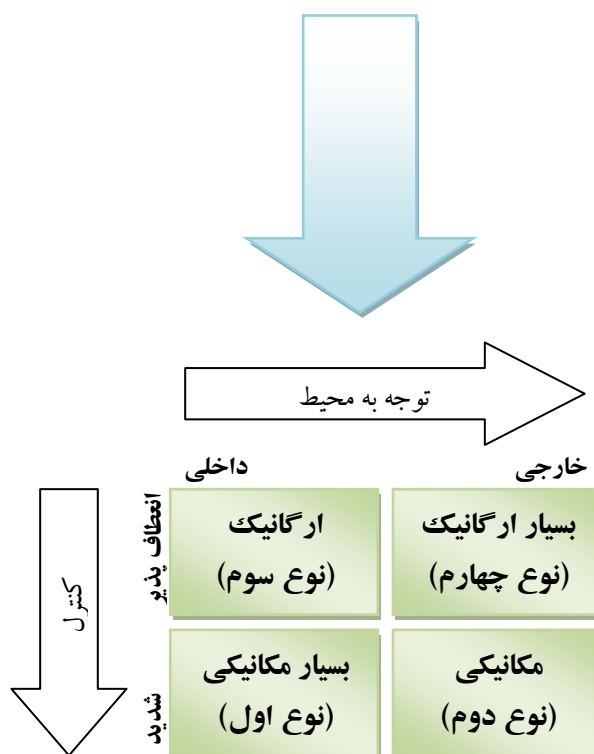 توجه به محیط
خارجی
داخلی
انعطاف پذیر
کنترل
بسیار ارگانیک
(نوع چهارم)
ارگانیک
(نوع سوم)
شدید
مکانیکی
(نوع دوم)
بسیار مکانیکی
(نوع اول)